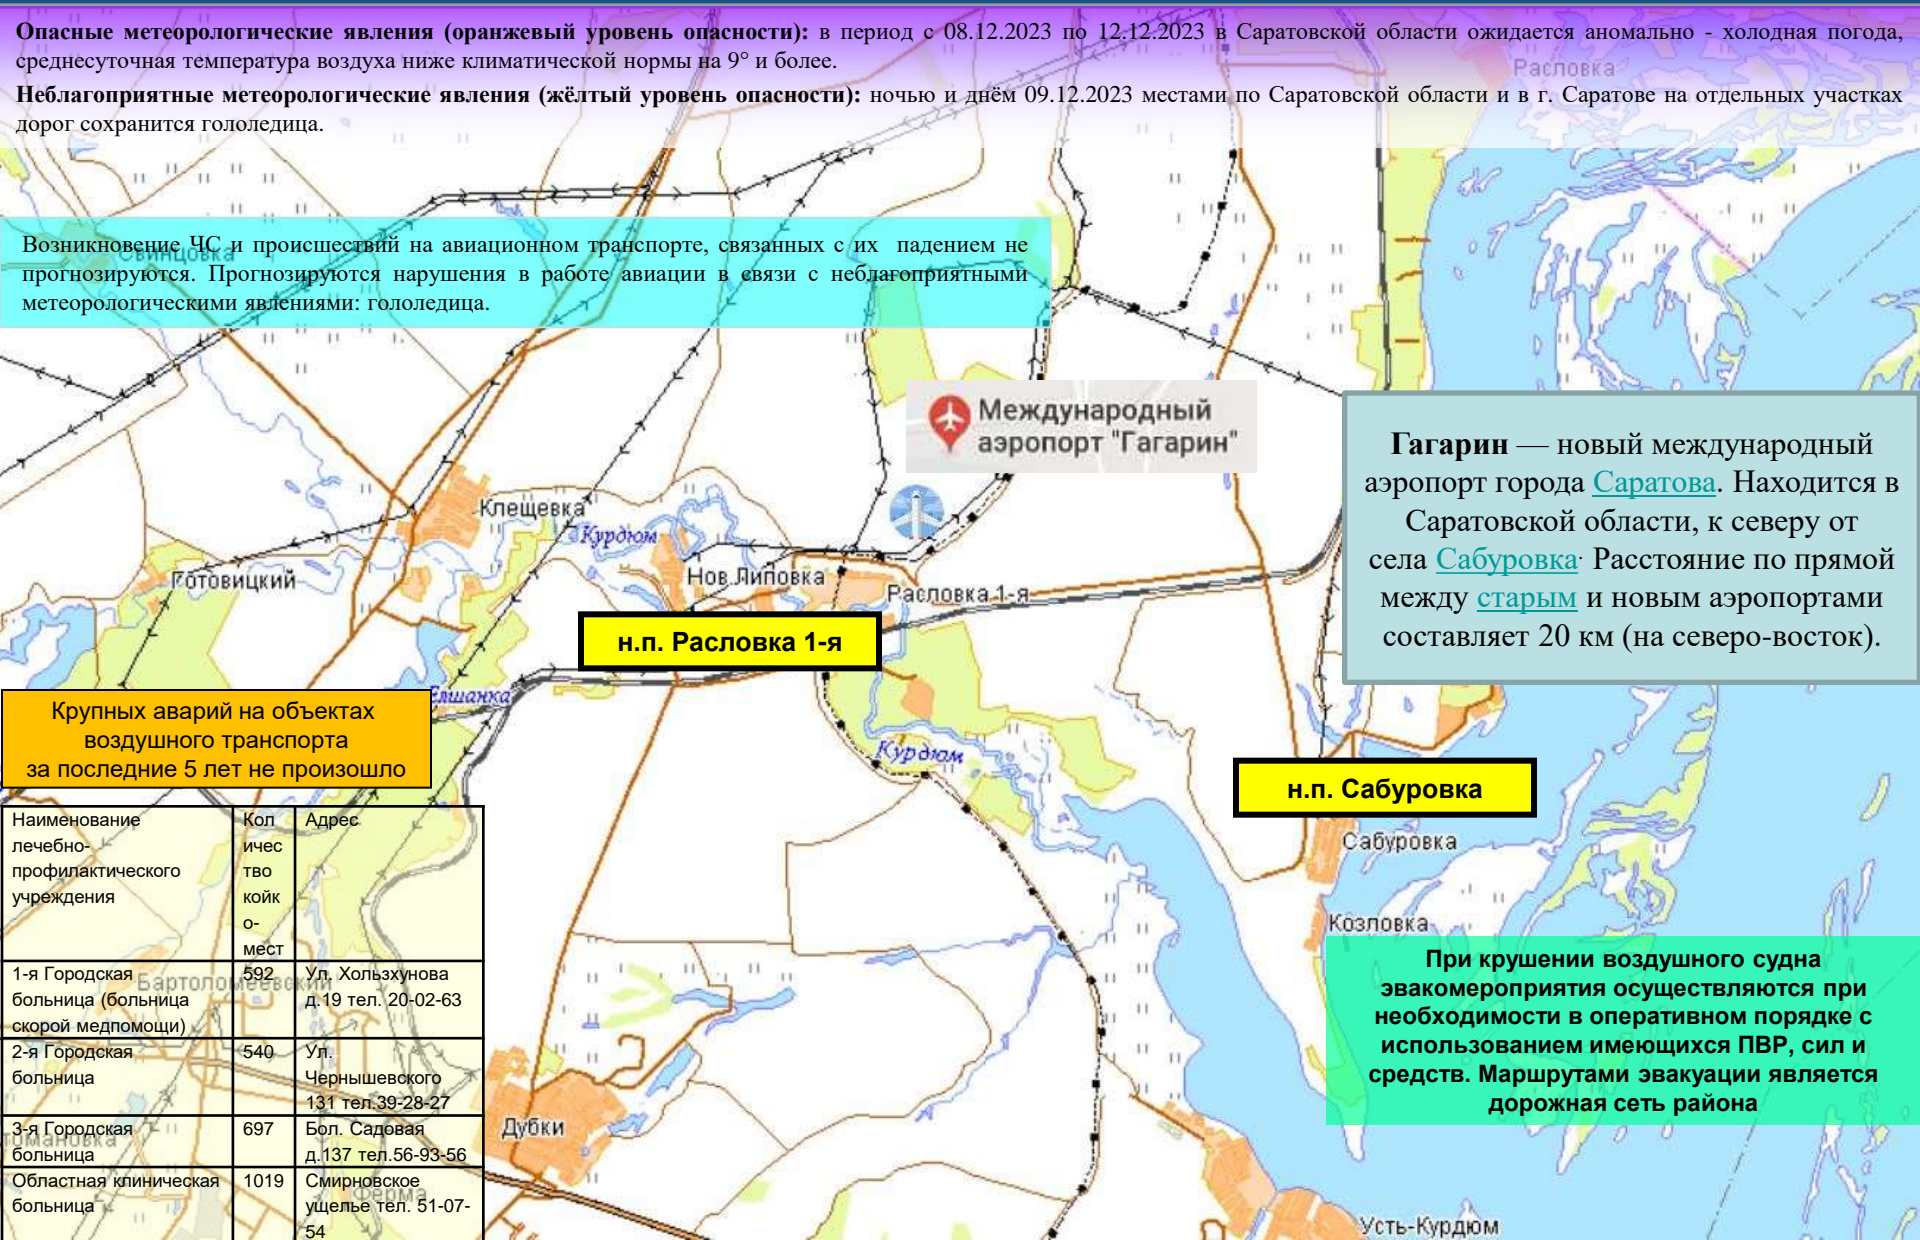 Опасные метеорологические явления (оранжевый уровень опасности): в период с 08.12.2023 по 12.12.2023 в Саратовской области ожидается аномально - холодная погода,
среднесуточная температура воздуха ниже климатической нормы на 9° и более.
Неблагоприятные метеорологические явления (жёлтый уровень опасности): ночью и днём 09.12.2023 местами по Саратовской области и в г. Саратове на отдельных участках
дорог сохранится гололедица.
Расловка
Свинцовка
Возникновение ЧС и происшествий на авиационном транспорте, связанных с их падением не
прогнозируются. Прогнозируются нарушения в работе авиации в связи с неблагоприятными
метеорологическими явлениями: гололедица.
Международный
аэропорт "Гагарин"
Гагарин — новый международный
аэропорт города Саратова. Находится в
Саратовской области, к северу от
села Сабуровка. Расстояние по прямой
между старым и новым аэропортами
составляет 20 км (на северо-восток).
Клещевка
Курдюм
Готовицкий
Нов.Липовка
Расловка 1-я
н.п. Расловка 1-я
Елшанка
Курдюм
Крупных аварий на объектах
воздушного транспорта
за последние 5 лет не произошло
н.п. Сабуровка
Сабуровка
Козловка
Наименование
лечебно-
профилактического
учреждения
Кол
ичес
тво
койк
о-
мест
Адрес
1-я Городская
больница (больница
скорой медпомощи)
592
Ул. Хользхунова
д.19 тел. 20-02-63
Бартоломеевский
2-я Городская
больница
540
Ул.
Чернышевского
131 тел.39-28-27
3-я Городская
больница
697
Бол. Садовая
д.137 тел.56-93-56
Областная клиническая
больница
1019
Смирновское
ущелье тел. 51-07-
54
Ферма
Дубки
При крушении воздушного судна
эвакомероприятия осуществляются при
необходимости в оперативном порядке с
использованием имеющихся ПВР, сил и
средств. Маршрутами эвакуации является
дорожная сеть района
Усть-Курдюм